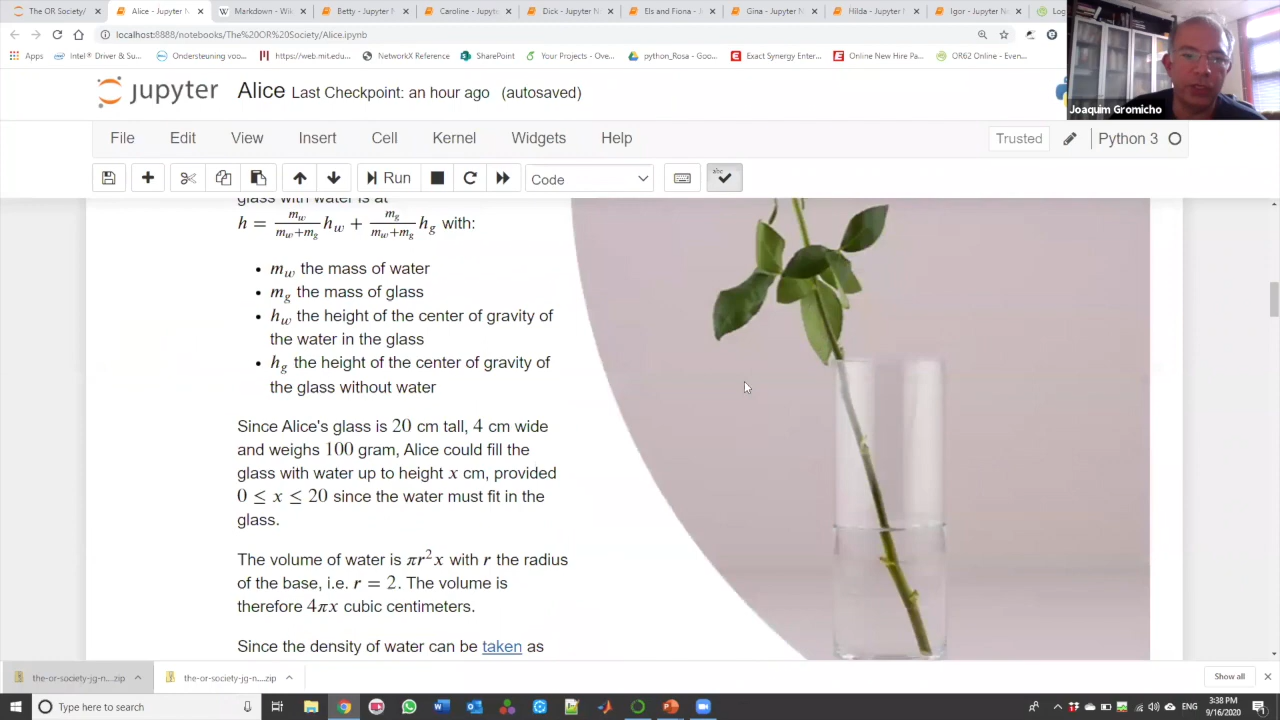 The OR Society/
Alice - Jupyter N
Markdown - Wiki
Betty - Jupyter N
Caroline - Jupyte
Dirk - Jupyter N
Els and Fiona - J
Gina - Jupyter N
Hilda - Jupyter
Igor - Jupyter No
Log
localhost:8888/notebooks/The%20OR%20Society/Alice.ipynb
Apps
Intel® Driver & Su...
Ondersteuning voo...
https://web.mit.edu...
NetworkX Reference
SharePoint
Your Projects - Ove...
python_Rosa - Goo...
Exact Synergy Enter...
Online New Hire Pa...
OR62 Online - Even...
Joaquim Gromicho
jupyter Alice Last Checkpoint: an hour ago (autosaved)
File Edit View Insert Cell Kernel Widgets Help
Trusted Python 3
Run Code
glass with water is at
h = m_w/(m_w+m_g) h_w + m_g/(m_w+m_g) h_g with:
• m_w the mass of water
• m_g the mass of glass
• h_w the height of the center of gravity of
the water in the glass
• h_g the height of the center of gravity of
the glass without water
Since Alice's glass is 20 cm tall, 4 cm wide
and weighs 100 gram, Alice could fill the
glass with water up to height x cm, provided
0 ≤ x ≤ 20 since the water must fit in the
glass.
The volume of water is πr²x with r the radius
of the base, i.e. r = 2. The volume is
therefore 4πx cubic centimeters.
Since the density of water can be taken as
the-or-society-jg-n....zip
the-or-society-jg-n....zip
Show all
Type here to search
ENG
3:38 PM
9/16/2020